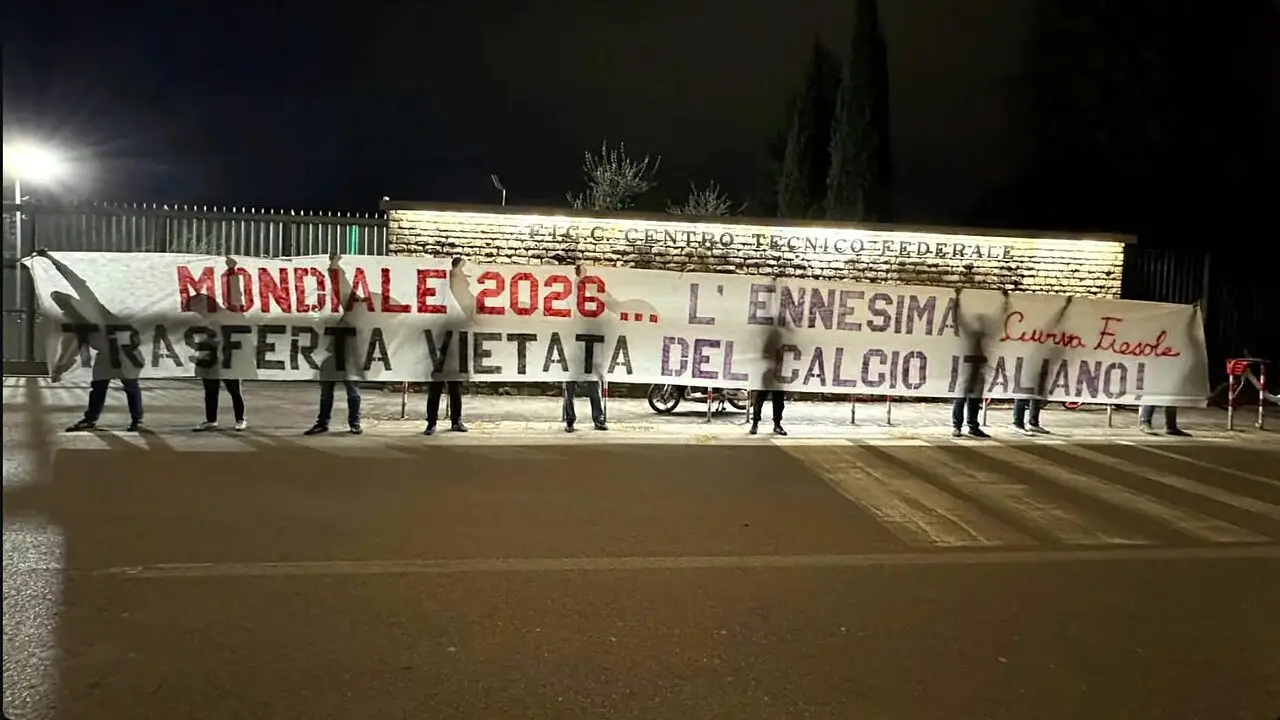 F.I.G.C. CENTRO TECNICO FEDERALE
MONDIALE 2026... L'ENNESIMA
TRASFERTA VIETATA DEL CALCIO ITALIANO!
Curva Fiesole